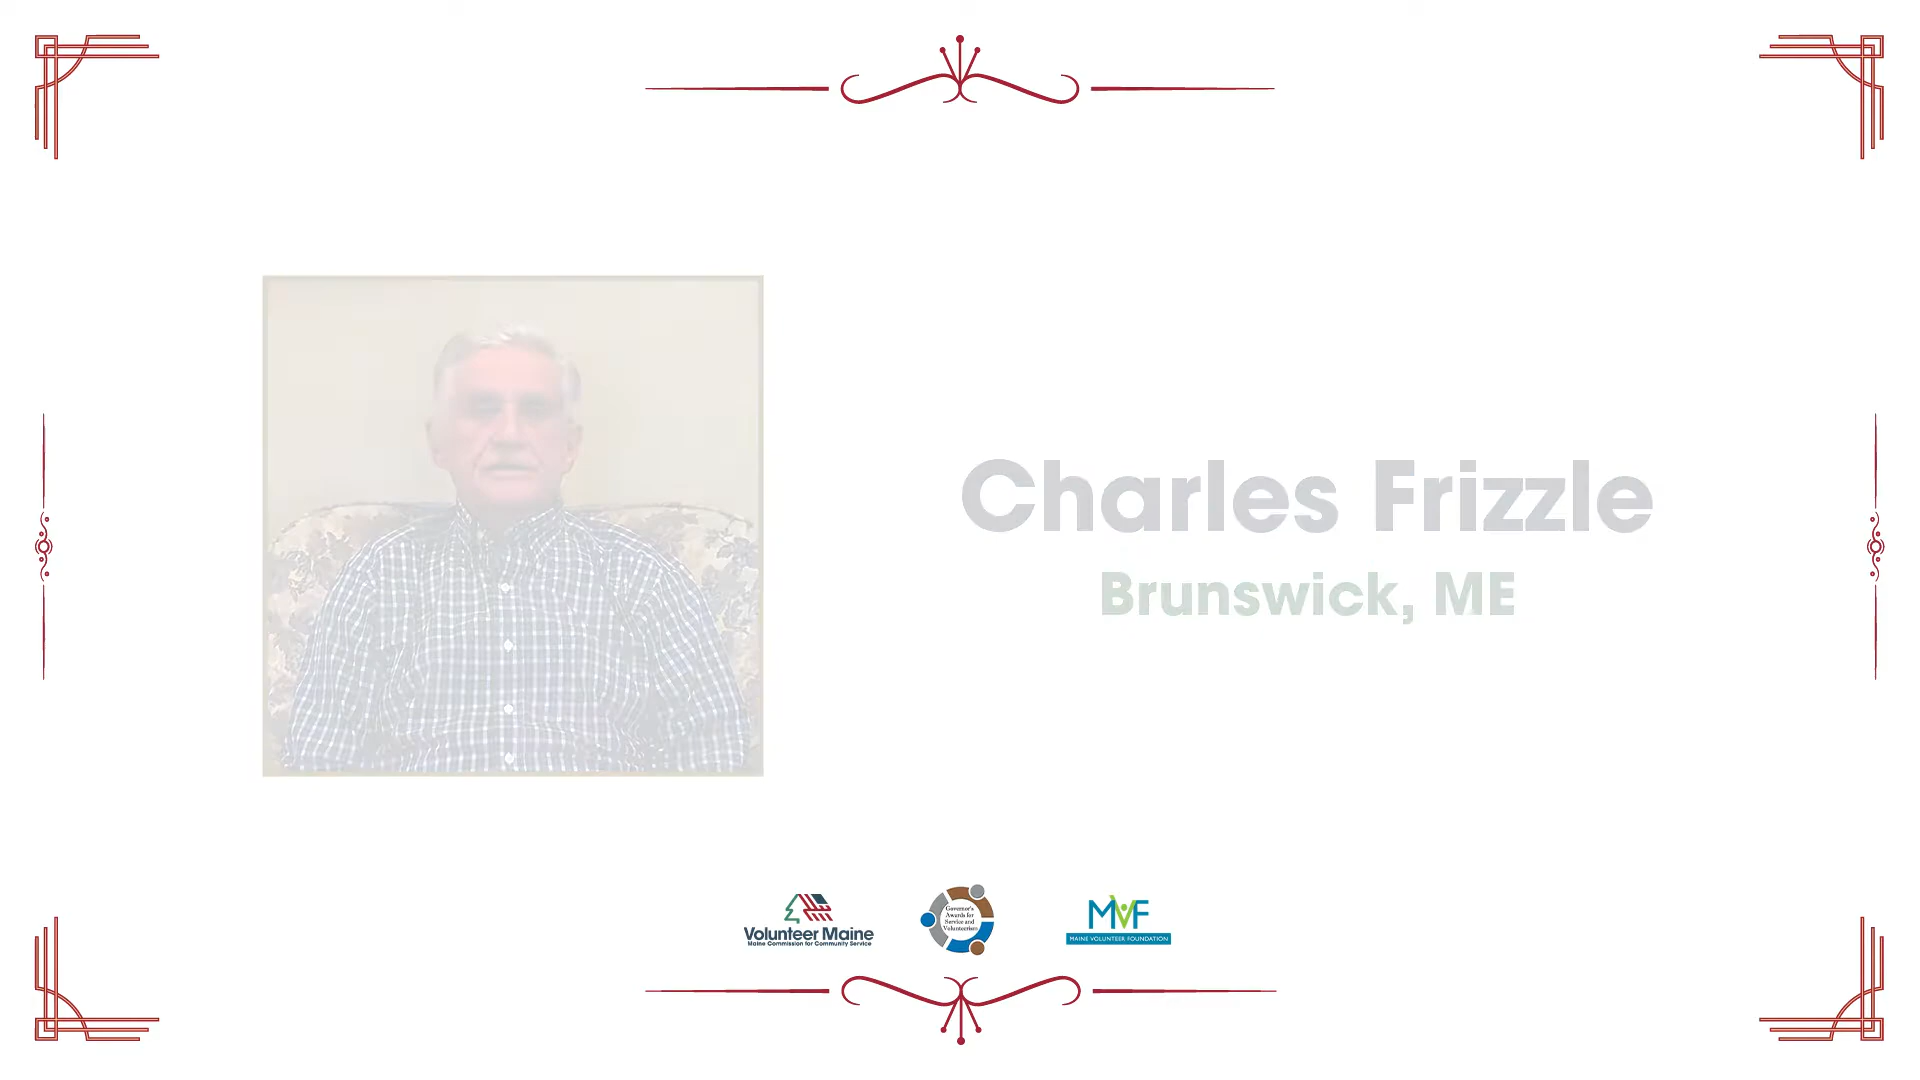 Charles Frizzle
Brunswick, ME
Volunteer Maine
Maine Commission for Community Service
Governor's
Awards for
Service and
Volunteerism
MVF
MAINE VOLUNTEER FOUNDATION